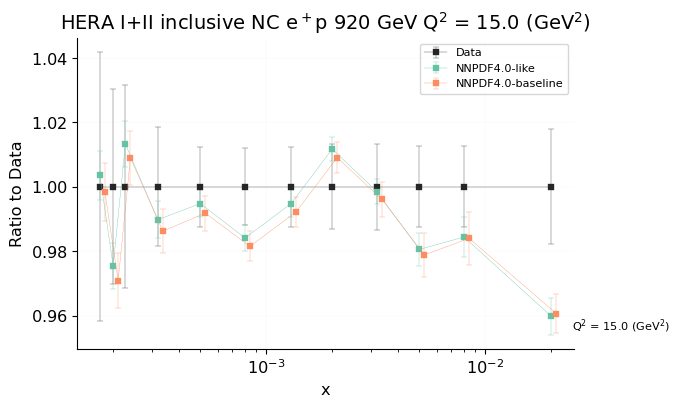 HERA I+II inclusive NC e⁺p 920 GeV Q² = 15.0 (GeV²)
Data
NNPDF4.0-like
NNPDF4.0-baseline
Ratio to Data
1.04
1.02
1.00
0.98
0.96
Q² = 15.0 (GeV²)
10⁻³
10⁻²
x